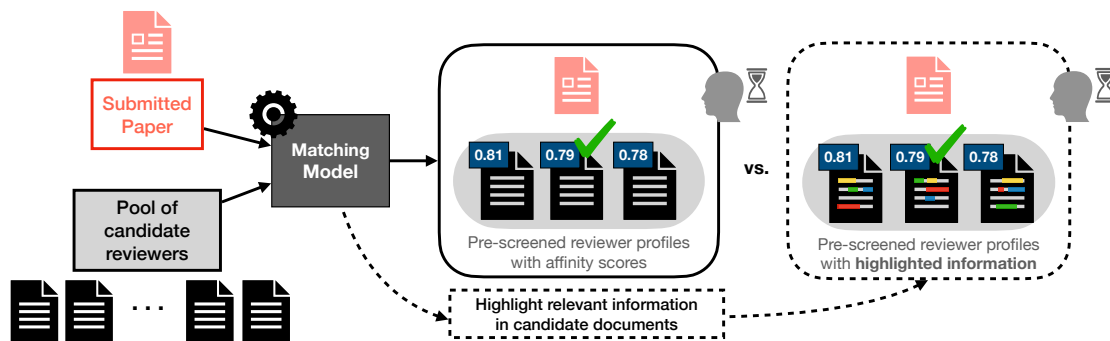 Submitted
Paper
Pool of
candidate
reviewers
. . .
Matching
Model
0.81
0.79
0.78
Pre-screened reviewer profiles
with affinity scores
Highlight relevant information
in candidate documents
vs.
0.81
0.79
0.78
Pre-screened reviewer profiles
with highlighted information